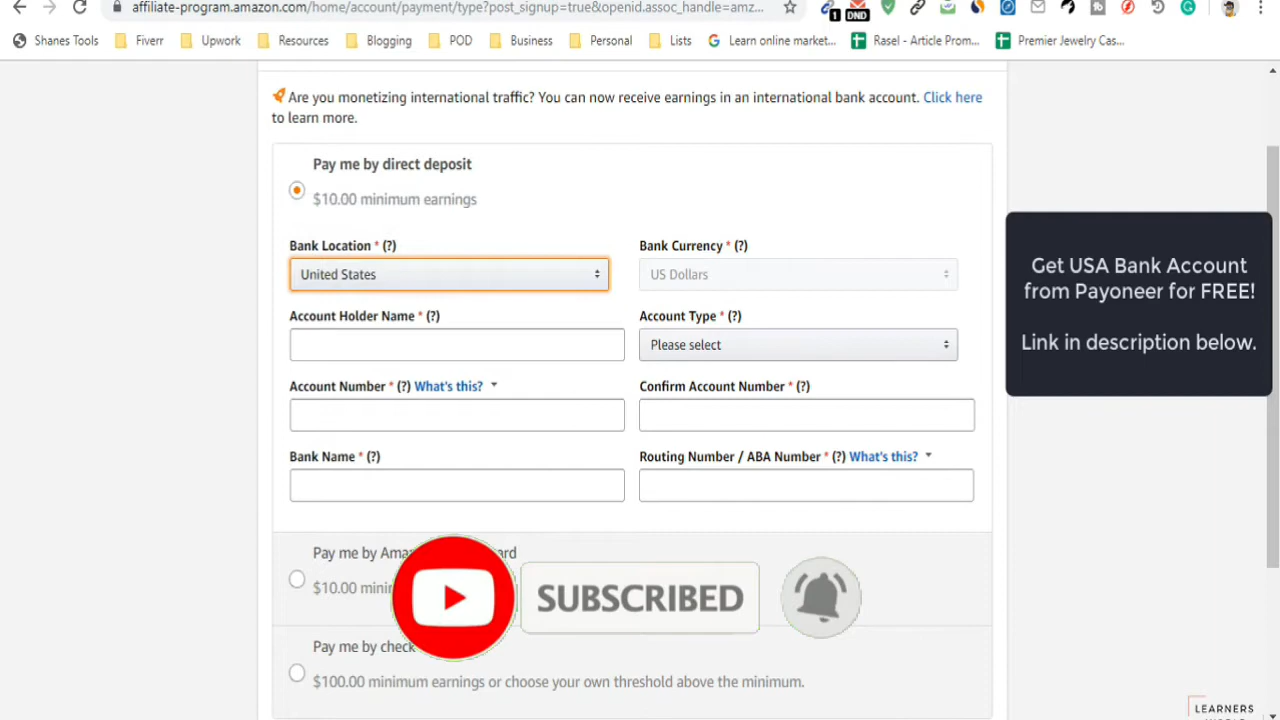 affiliate-program.amazon.com/home/account/payment/type?post_signup=true&openid.assoc_handle=amz...
1
DND
Shanes Tools
Fiverr
Upwork
Resources
Blogging
POD
Business
Personal
Lists
Learn online market...
Rasel - Article Prom...
Premier Jewelry Cas...
Are you monetizing international traffic? You can now receive earnings in an international bank account. Click here
to learn more.
Pay me by direct deposit
$10.00 minimum earnings
Bank Location * (?)
Bank Currency * (?)
United States
US Dollars
Account Holder Name * (?)
Account Type * (?)
Please select
Account Number * (?) What's this?
Confirm Account Number * (?)
Bank Name * (?)
Routing Number / ABA Number * (?) What's this?
Get USA Bank Account
from Payoneer for FREE!
Link in description below.
Pay me by
$10.00
SUBSCRIBED
Pay me by check
$100.00 minimum earnings or choose your own threshold above the minimum.
LEARNERS